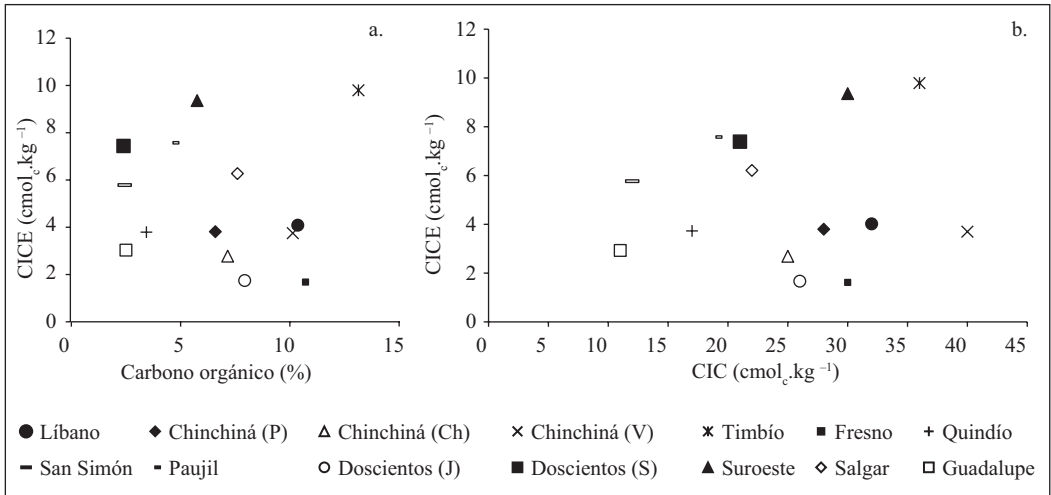 a.
12
10
8
6
4
2
0
CICE (cmolc.kg –1)
0 5 10 15
Carbono orgánico (%)
b.
12
10
8
6
4
2
0
CICE (cmolc.kg –1)
0 5 10 15 20 25 30 35 40 45
CIC (cmolc.kg –1)
Líbano Chinchiná (P) Chinchiná (Ch) Chinchiná (V) Timbío Fresno Quindío
San Simón Paujil Doscientos (J) Doscientos (S) Suroeste Salgar Guadalupe